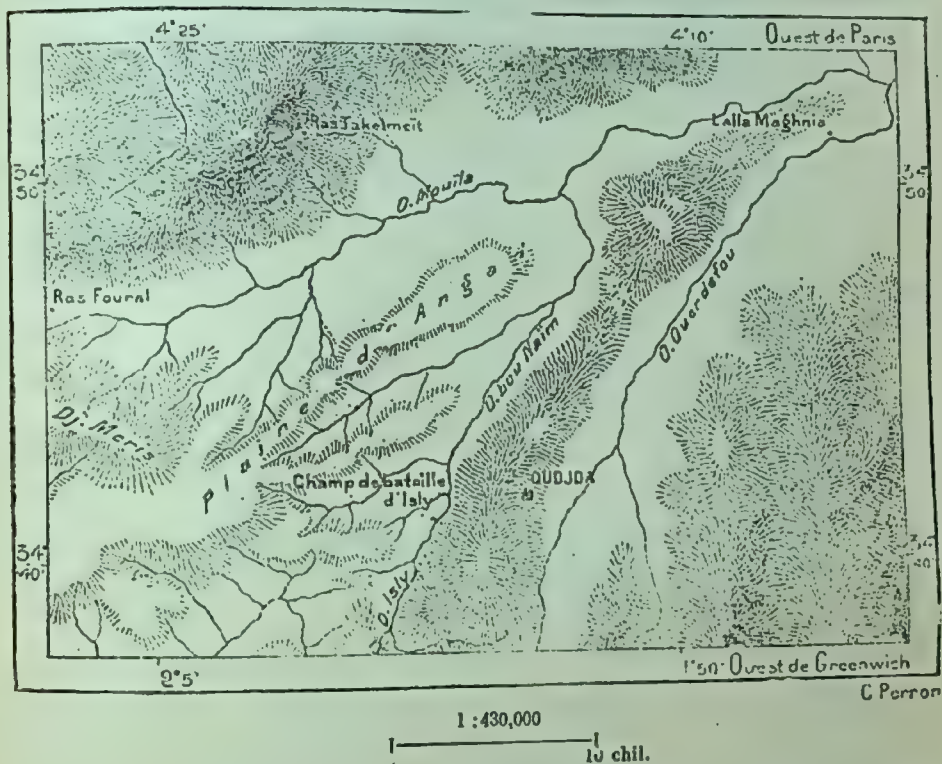 4°25'
4°10' Ouest de Paris
Ras Takelmeit
Lalla Maghnia
34°
50'
34°
50'
O. Mouila
Ras Fournl
plaine d'Angad
O. bou Naïm
O. Ouerdefou
Dj. Meris
Champ de bataille
d'Isly
OUDJDA
34°
40'
34°
40'
O. Isly
2°5'
1°50' Ouest de Greenwich
C Perron
1 : 430,000
10 chil.